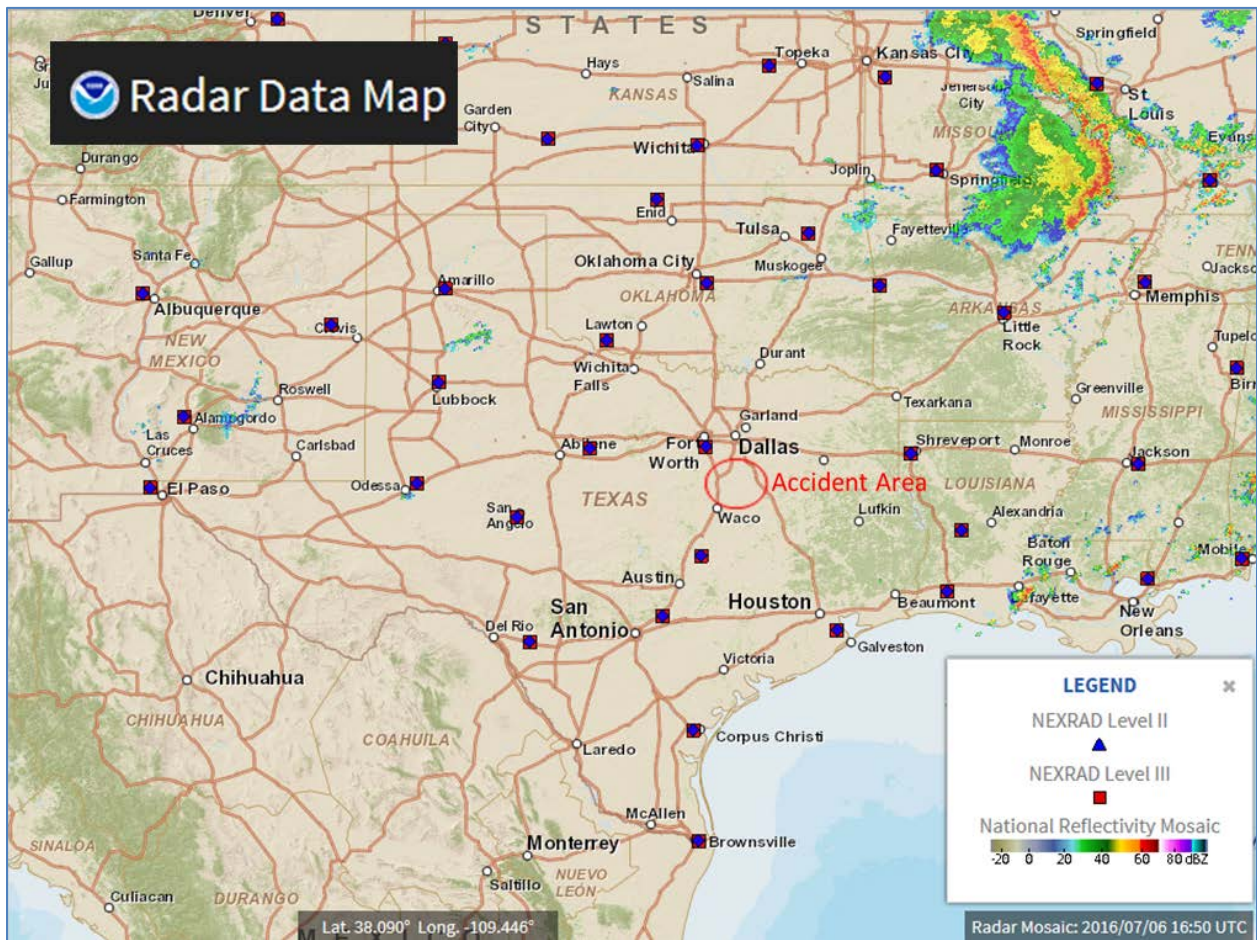 Denver
STATES
Springfield
Topeka
Kansas City
Hays
Salina
KANSAS
Jefferson
City
St.
Louis
Radar Data Map
Garden
City
MISSOURI
Evans
Durango
Wichita
Joplin
Springfield
Farmington
Enid
Tulsa
Fayetteville
Gallup
Santa Fe
Oklahoma City
Muskogee
TENN
Jackson
Amarillo
OKLAHOMA
ARKANSAS
Memphis
Albuquerque
Clovis
Lawton
Little
Rock
NEW
MEXICO
Durant
Tupelo
Wichita
Falls
Roswell
Lubbock
Texarkana
Greenville
Birn
Alamogordo
Garland
MISSISSIPPI
Las
Cruces
Carlsbad
Abilene
Fort
Worth
Dallas
Shreveport
Monroe
Jackson
El Paso
Odessa
TEXAS
Accident Area
LOUISIANA
San
Angelo
Waco
Lufkin
Alexandria
Baton
Rouge
Mobile
Austin
Houston
Beaumont
Lafayette
New
Orleans
San
Antonio
Del Rio
Galveston
Victoria
Chihuahua
LEGEND
NEXRAD Level II
CHIHUAHUA
COAHUILA
Laredo
Corpus Christi
NEXRAD Level III
McAllen
Brownsville
National Reflectivity Mosaic
-20 0 20 40 60 80 dBZ
SINALOA
Monterrey
Saltillo
NUEVO
LEÓN
Culiacan
DURANGO
Lat. 38.090° Long. -109.446°
Radar Mosaic: 2016/07/06 16:50 UTC